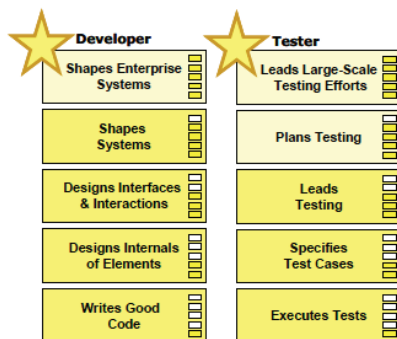 Developer
Shapes Enterprise
Systems
Shapes
Systems
Designs Interfaces
& Interactions
Designs Internals
of Elements
Writes Good
Code
Tester
Leads Large-Scale
Testing Efforts
Plans Testing
Leads
Testing
Specifies
Test Cases
Executes Tests